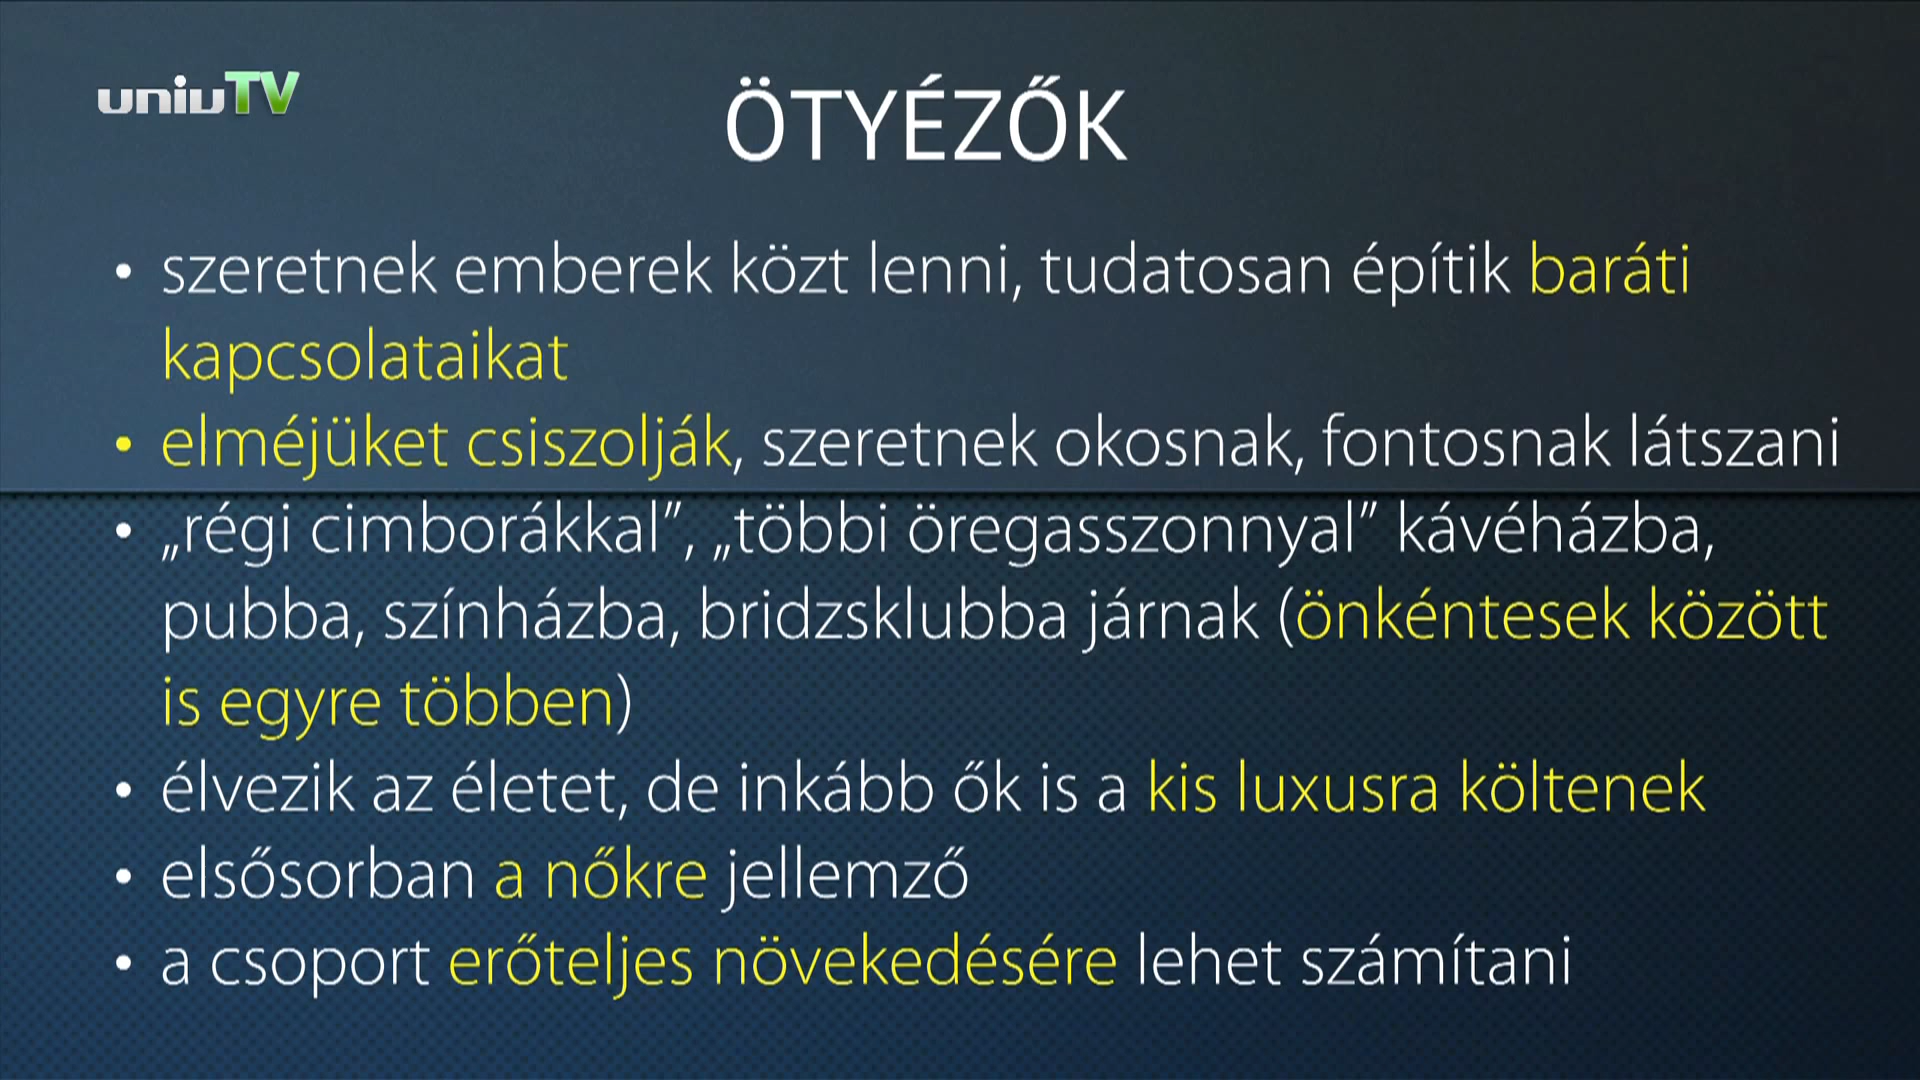 uniuTV
ÖTYÉZŐK
• szeretnek emberek közt lenni, tudatosan építik baráti
kapcsolataikat
• elméjüket csiszolják, szeretnek okosnak, fontosnak látszani
• „régi cimborákkal”, „többi öregasszonnyal” kávéházba,
pubba, színházba, bridzsklubba járnak (önkéntesek között
is egyre többen)
• élvezik az életet, de inkább ők is a kis luxusra költenek
• elsősorban a nőkre jellemző
• a csoport erőteljes növekedésére lehet számítani